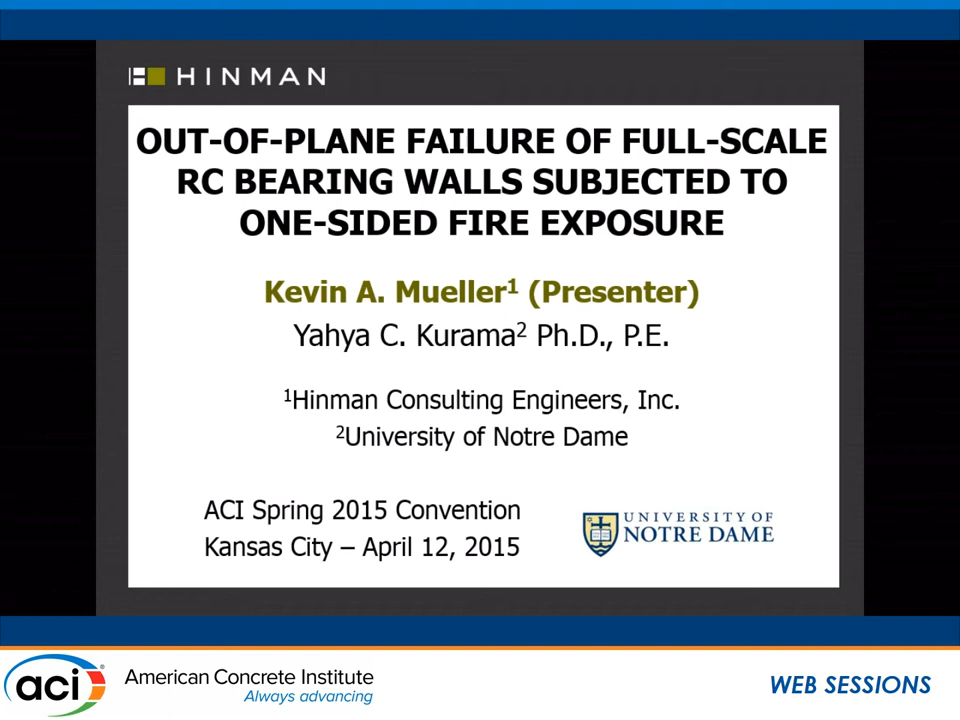 HINMAN
OUT-OF-PLANE FAILURE OF FULL-SCALE
RC BEARING WALLS SUBJECTED TO
ONE-SIDED FIRE EXPOSURE
Kevin A. Mueller¹ (Presenter)
Yahya C. Kurama² Ph.D., P.E.
¹Hinman Consulting Engineers, Inc.
²University of Notre Dame
ACI Spring 2015 Convention
Kansas City – April 12, 2015
UNIVERSITY OF
NOTRE DAME
aci®
American Concrete Institute
Always advancing
WEB SESSIONS